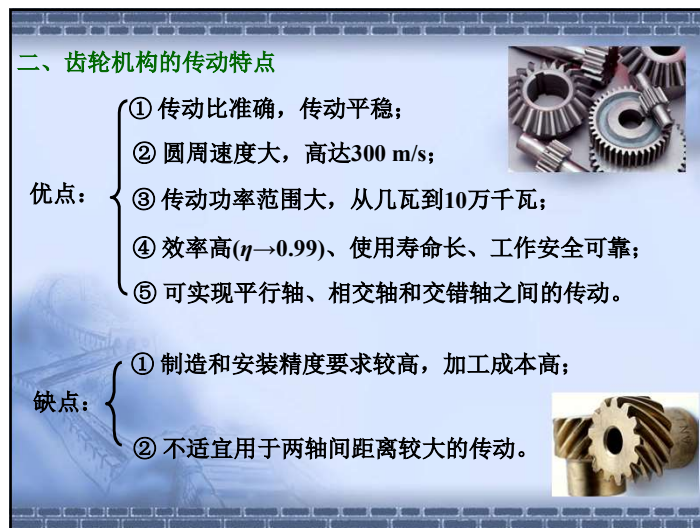 二、齿轮机构的传动特点
① 传动比准确，传动平稳；
② 圆周速度大，高达300 m/s；
优点：
③ 传动功率范围大，从几瓦到10万千瓦；
④ 效率高(η→0.99)、使用寿命长、工作安全可靠；
⑤ 可实现平行轴、相交轴和交错轴之间的传动。
① 制造和安装精度要求较高，加工成本高；
缺点：
② 不适宜用于两轴间距离较大的传动。